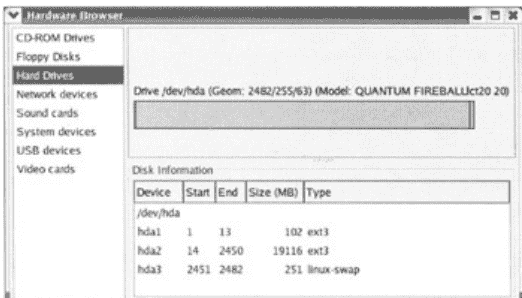 Hardware Browser
CD-ROM Drives
Floppy Disks
Hard Drives
Network devices
Sound cards
System devices
USB devices
Video cards
Drive /dev/hda (Geom: 2482/255/63) (Model: QUANTUM FIREBALLlct20 20)
Disk Information
Device Start End Size (MB) Type
/dev/hda
hda1 1 13 102 ext3
hda2 14 2450 19116 ext3
hda3 2451 2482 251 linux-swap